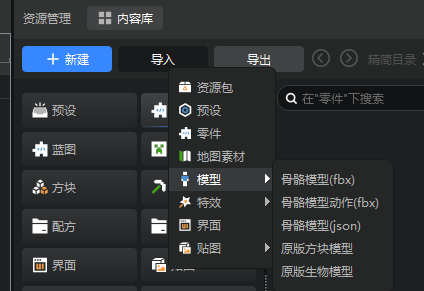 资源管理
内容库
新建
导入
导出
精简目录
预设
蓝图
方块
配方
界面
资源包
预设
零件
地图素材
模型
特效
界面
贴图
在"零件"下搜索
骨骼模型(fbx)
骨骼模型动作(fbx)
骨骼模型(json)
原版方块模型
原版生物模型